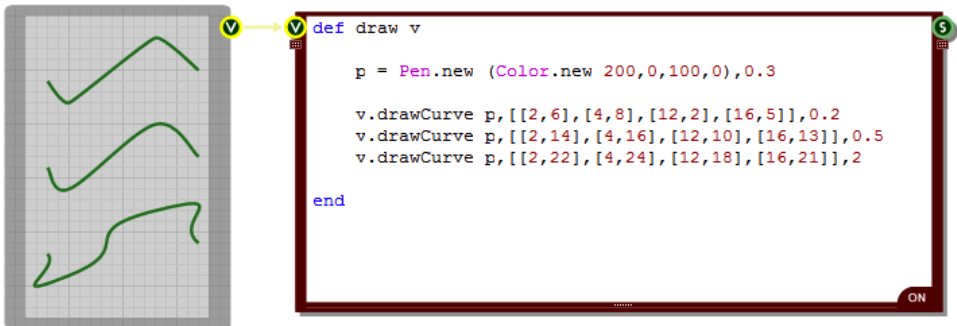 V
V
S
def draw v
p = Pen.new (Color.new 200,0,100,0),0.3
v.drawCurve p,[[2,6],[4,8],[12,2],[16,5]],0.2
v.drawCurve p,[[2,14],[4,16],[12,10],[16,13]],0.5
v.drawCurve p,[[2,22],[4,24],[12,18],[16,21]],2
end
ON